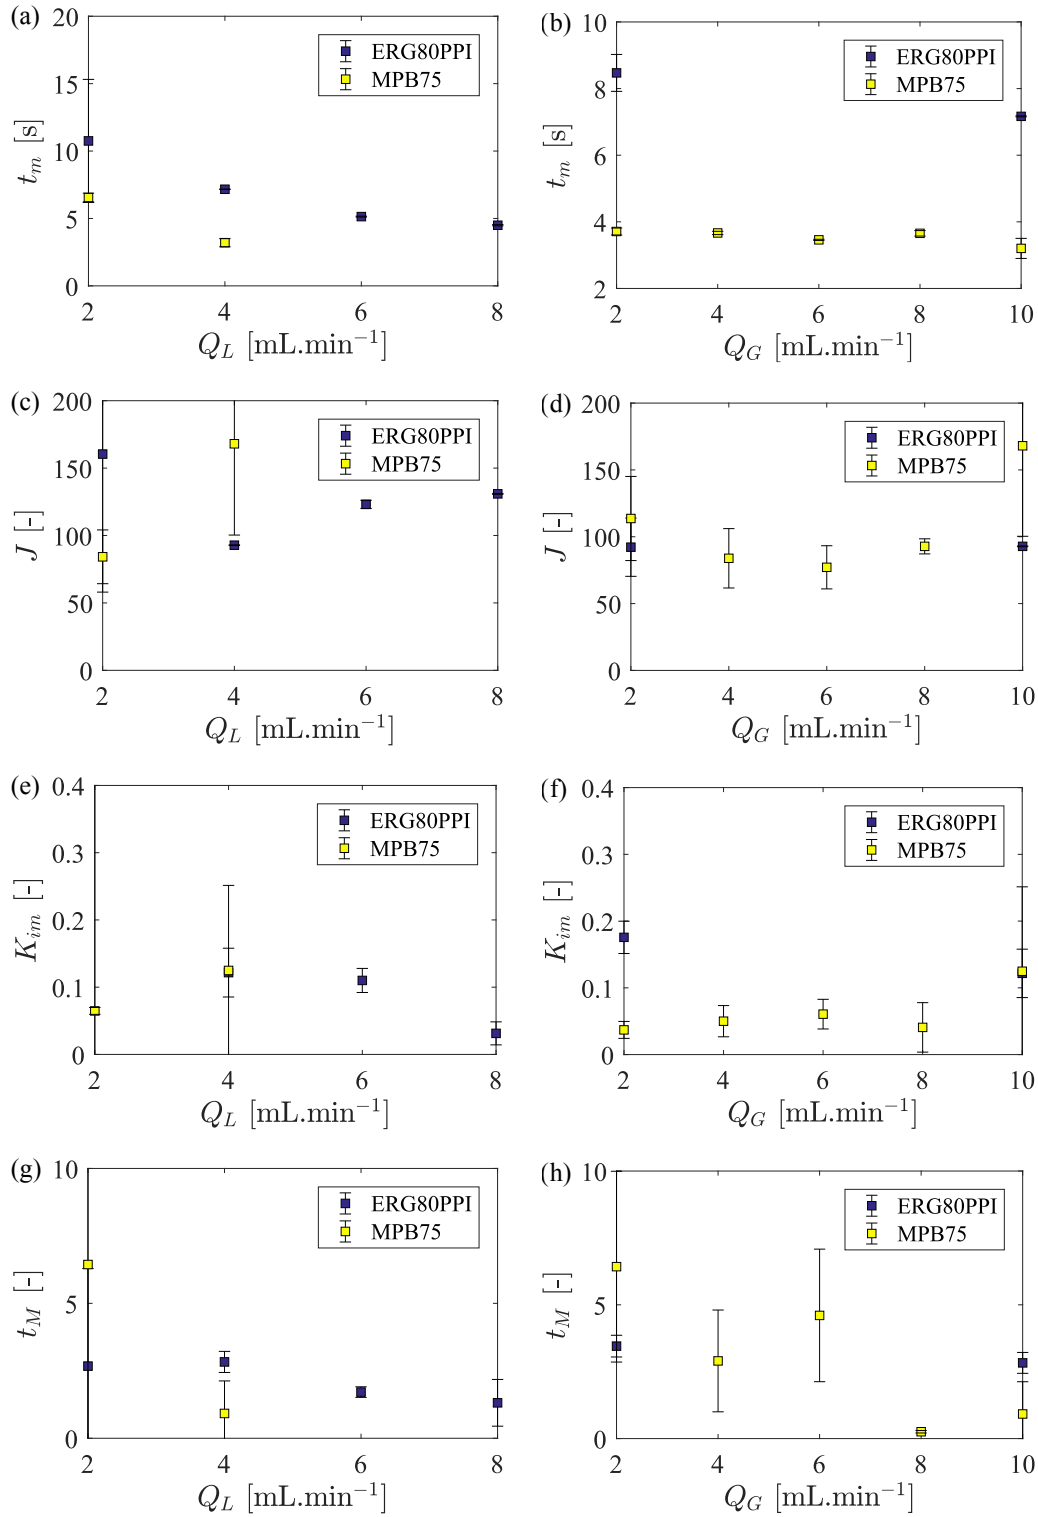 (a)
20
15
10
5
0
t_m [s]
ERG80PPI
MPB75
2 4 6 8
Q_L [mL.min⁻¹]
(b)
10
8
6
4
2
t_m [s]
ERG80PPI
MPB75
2 4 6 8 10
Q_G [mL.min⁻¹]
(c)
200
150
100
50
0
J [-]
ERG80PPI
MPB75
2 4 6 8
Q_L [mL.min⁻¹]
(d)
200
150
100
50
0
J [-]
ERG80PPI
MPB75
2 4 6 8 10
Q_G [mL.min⁻¹]
(e)
0.4
0.3
0.2
0.1
0
K_im [-]
ERG80PPI
MPB75
2 4 6 8
Q_L [mL.min⁻¹]
(f)
0.4
0.3
0.2
0.1
0
K_im [-]
ERG80PPI
MPB75
2 4 6 8 10
Q_G [mL.min⁻¹]
(g)
10
5
0
t_M [-]
ERG80PPI
MPB75
2 4 6 8
Q_L [mL.min⁻¹]
(h)
10
5
0
t_M [-]
ERG80PPI
MPB75
2 4 6 8 10
Q_G [mL.min⁻¹]